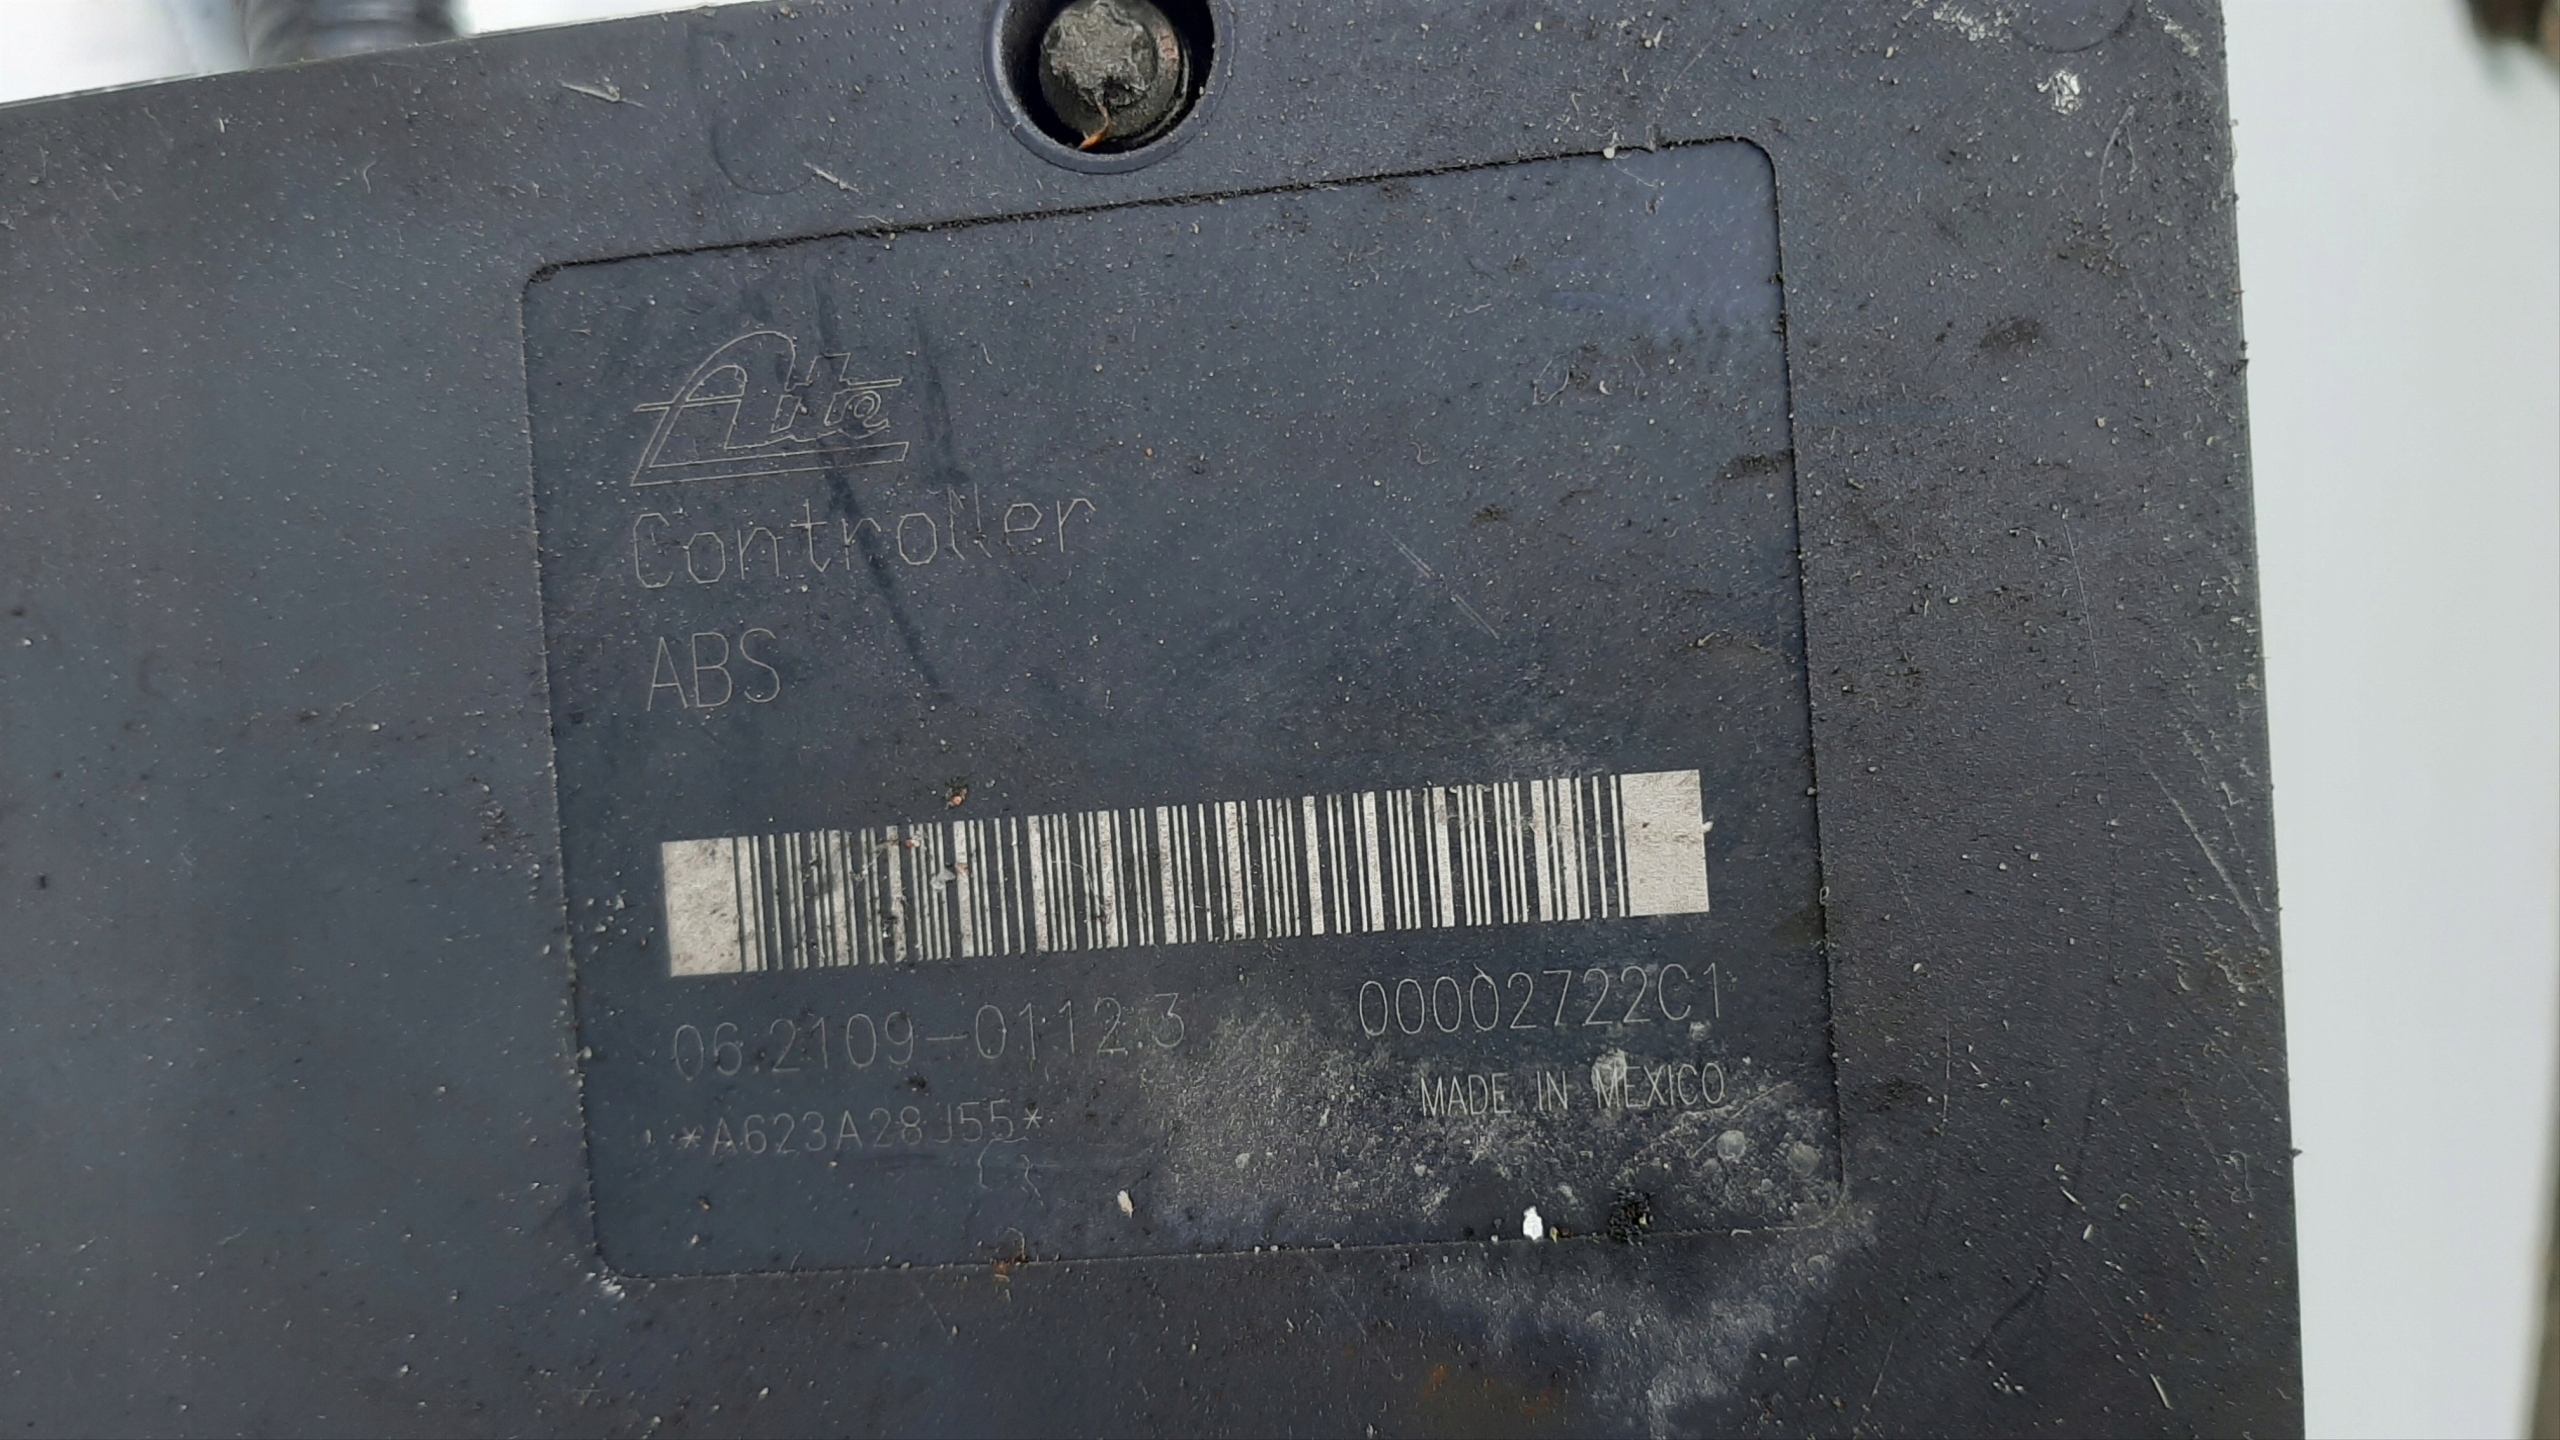 Ate
Controller
ABS
06.2109-0112.3 00002722C1
MADE IN MEXICO
*A623A28J55*